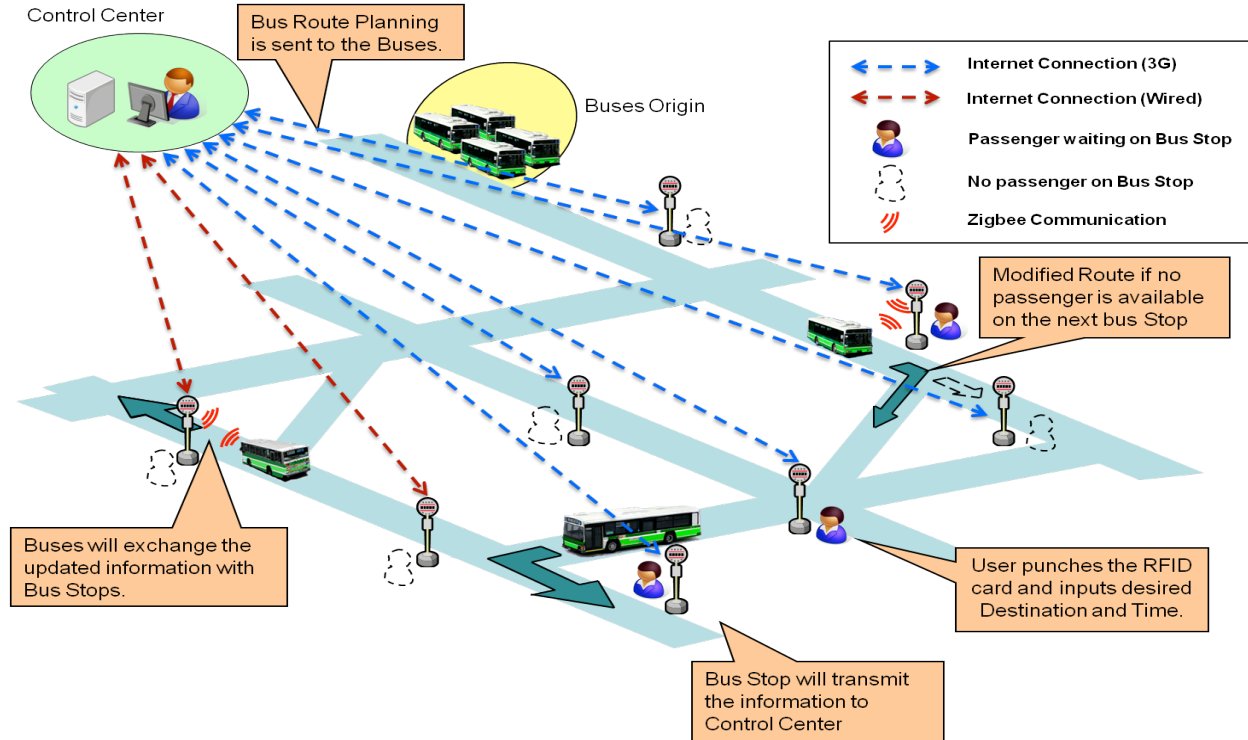 Control Center
Bus Route Planning
is sent to the Buses.
Buses Origin
Internet Connection (3G)
Internet Connection (Wired)
Passenger waiting on Bus Stop
No passenger on Bus Stop
Zigbee Communication
Modified Route if no
passenger is available
on the next bus Stop
Buses will exchange the
updated information with
Bus Stops.
User punches the RFID
card and inputs desired
Destination and Time.
Bus Stop will transmit
the information to
Control Center